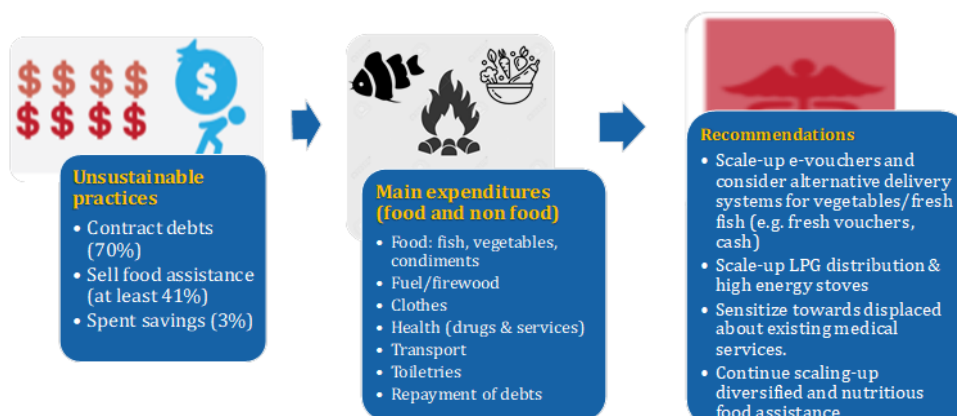 Unsustainable
practices
• Contract debts
(70%)
• Sell food assistance
(at least 41%)
• Spent savings (3%)
Main expenditures
(food and non food)
• Food: fish, vegetables,
condiments
• Fuel/firewood
• Clothes
• Health (drugs & services)
• Transport
• Toiletries
• Repayment of debts
Recommendations
• Scale-up e-vouchers and
consider alternative delivery
systems for vegetables/fresh
fish (e.g. fresh vouchers,
cash)
• Scale-up LPG distribution &
high energy stoves
• Sensitize towards displaced
about existing medical
services.
• Continue scaling-up
diversified and nutritious
food assistance